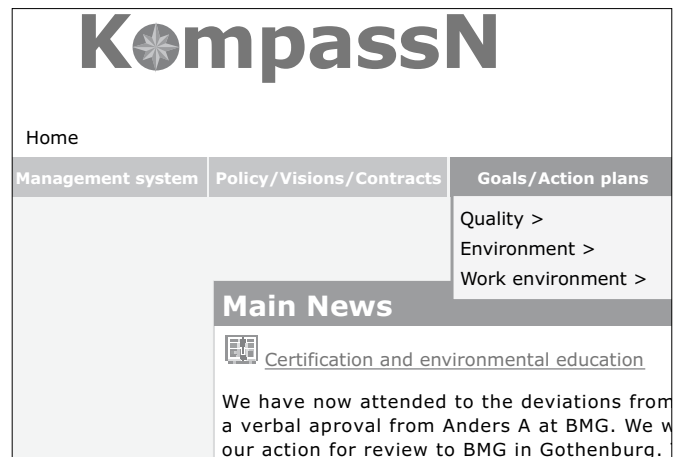 KompassN
Home
Management system Policy/Visions/Contracts Goals/Action plans
Quality >
Environment >
Work environment >
Main News
Certification and environmental education
We have now attended to the deviations from
a verbal aproval from Anders A at BMG. We
our action for review to BMG in Gothenburg.